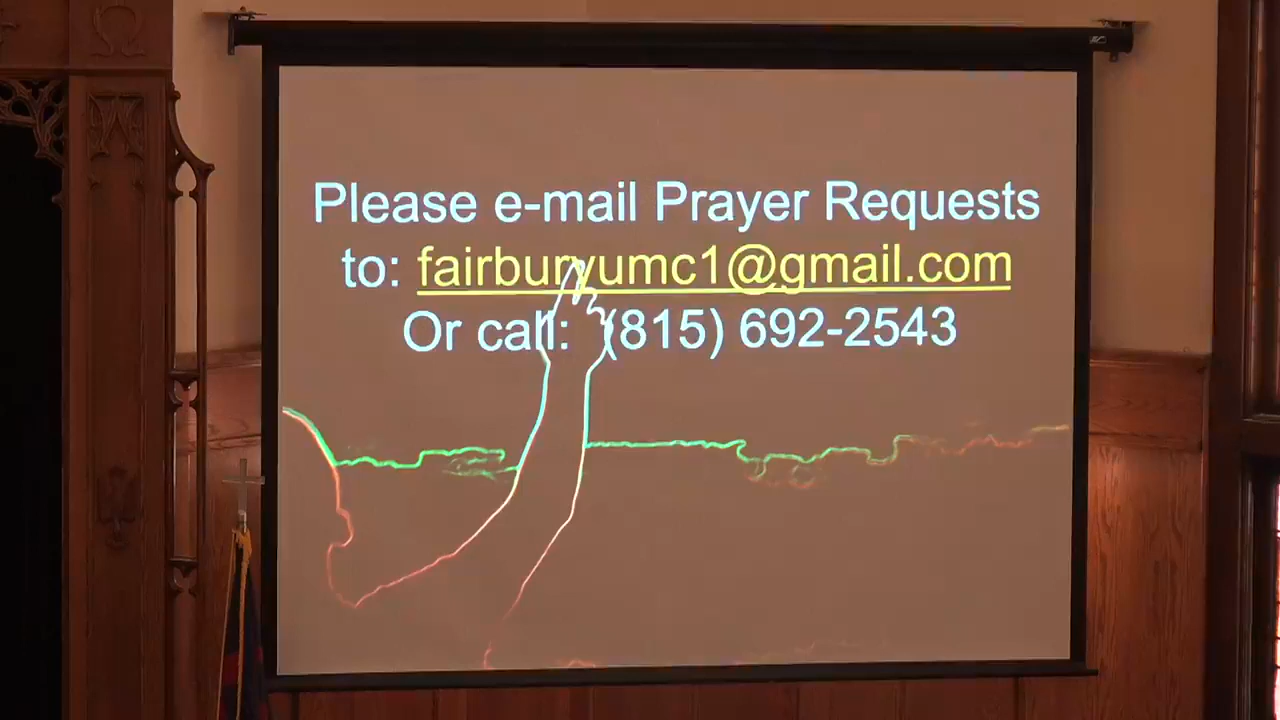 Please e-mail Prayer Requests
to: fairburyumc1@gmail.com
Or call: (815) 692-2543